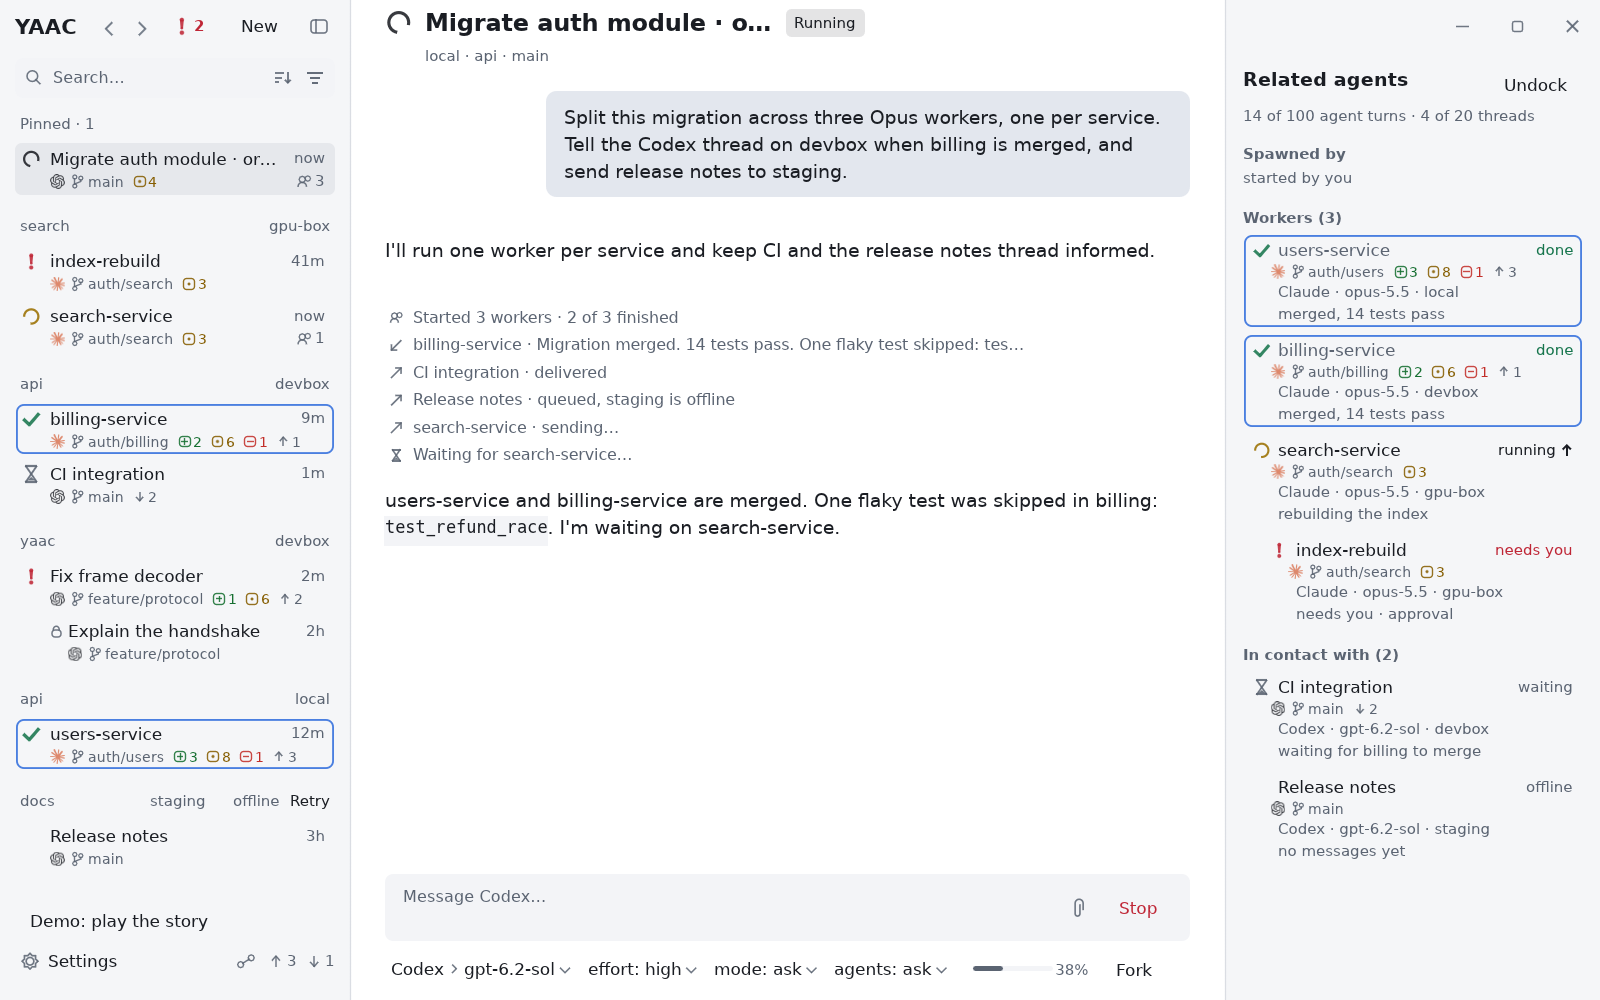 YAAC
2
New
Search…
Pinned · 1
Migrate auth module · or…
now
main
4
3
search
gpu-box
index-rebuild
41m
auth/search
3
search-service
now
auth/search
3
1
api
devbox
billing-service
9m
auth/billing
2
6
1
1
CI integration
1m
main
2
yaac
devbox
Fix frame decoder
2m
feature/protocol
1
6
2
Explain the handshake
2h
feature/protocol
api
local
users-service
12m
auth/users
3
8
1
3
docs
staging
offline
Retry
Release notes
3h
main
Demo: play the story
Settings
3
1
Migrate auth module · o…
Running
local · api · main
Split this migration across three Opus workers, one per service.
Tell the Codex thread on devbox when billing is merged, and
send release notes to staging.
I'll run one worker per service and keep CI and the release notes thread informed.
Started 3 workers · 2 of 3 finished
billing-service · Migration merged. 14 tests pass. One flaky test skipped: tes…
CI integration · delivered
Release notes · queued, staging is offline
search-service · sending…
Waiting for search-service…
users-service and billing-service are merged. One flaky test was skipped in billing:
test_refund_race. I'm waiting on search-service.
Message Codex…
Stop
Codex
gpt-6.2-sol
effort: high
mode: ask
agents: ask
38%
Fork
Related agents
Undock
14 of 100 agent turns · 4 of 20 threads
Spawned by
started by you
Workers (3)
users-service
done
auth/users
3
8
1
3
Claude · opus-5.5 · local
merged, 14 tests pass
billing-service
done
auth/billing
2
6
1
1
Claude · opus-5.5 · devbox
merged, 14 tests pass
search-service
running
auth/search
3
Claude · opus-5.5 · gpu-box
rebuilding the index
index-rebuild
needs you
auth/search
3
Claude · opus-5.5 · gpu-box
needs you · approval
In contact with (2)
CI integration
waiting
main
2
Codex · gpt-6.2-sol · devbox
waiting for billing to merge
Release notes
offline
main
Codex · gpt-6.2-sol · staging
no messages yet